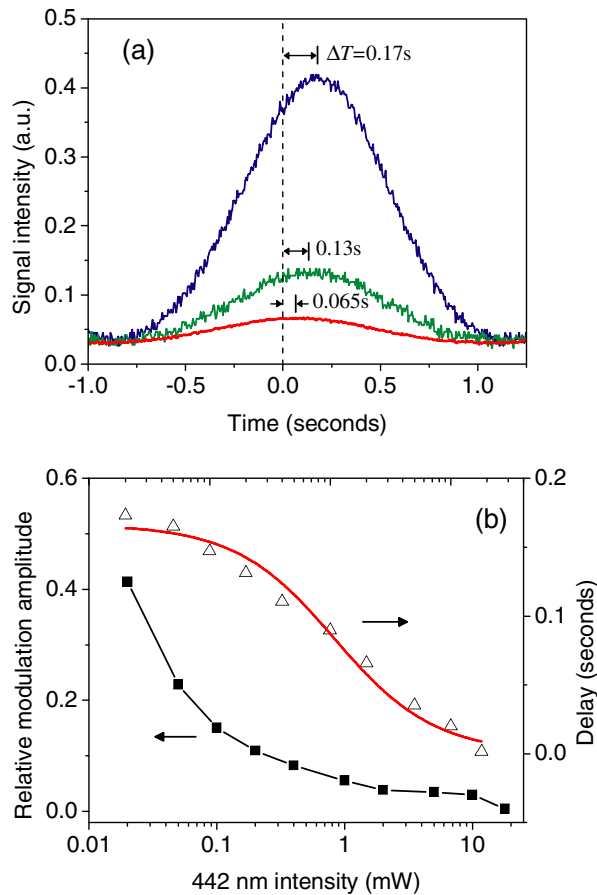 (a)
ΔT=0.17s
0.13s
0.065s
0.5
0.4
0.3
0.2
0.1
0.0
Signal intensity (a.u.)
-1.0 -0.5 0.0 0.5 1.0
Time (seconds)
(b)
0.6
0.4
0.2
0.0
Relative modulation amplitude
0.2
0.1
0.0
Delay (seconds)
0.01 0.1 1 10
442 nm intensity (mW)